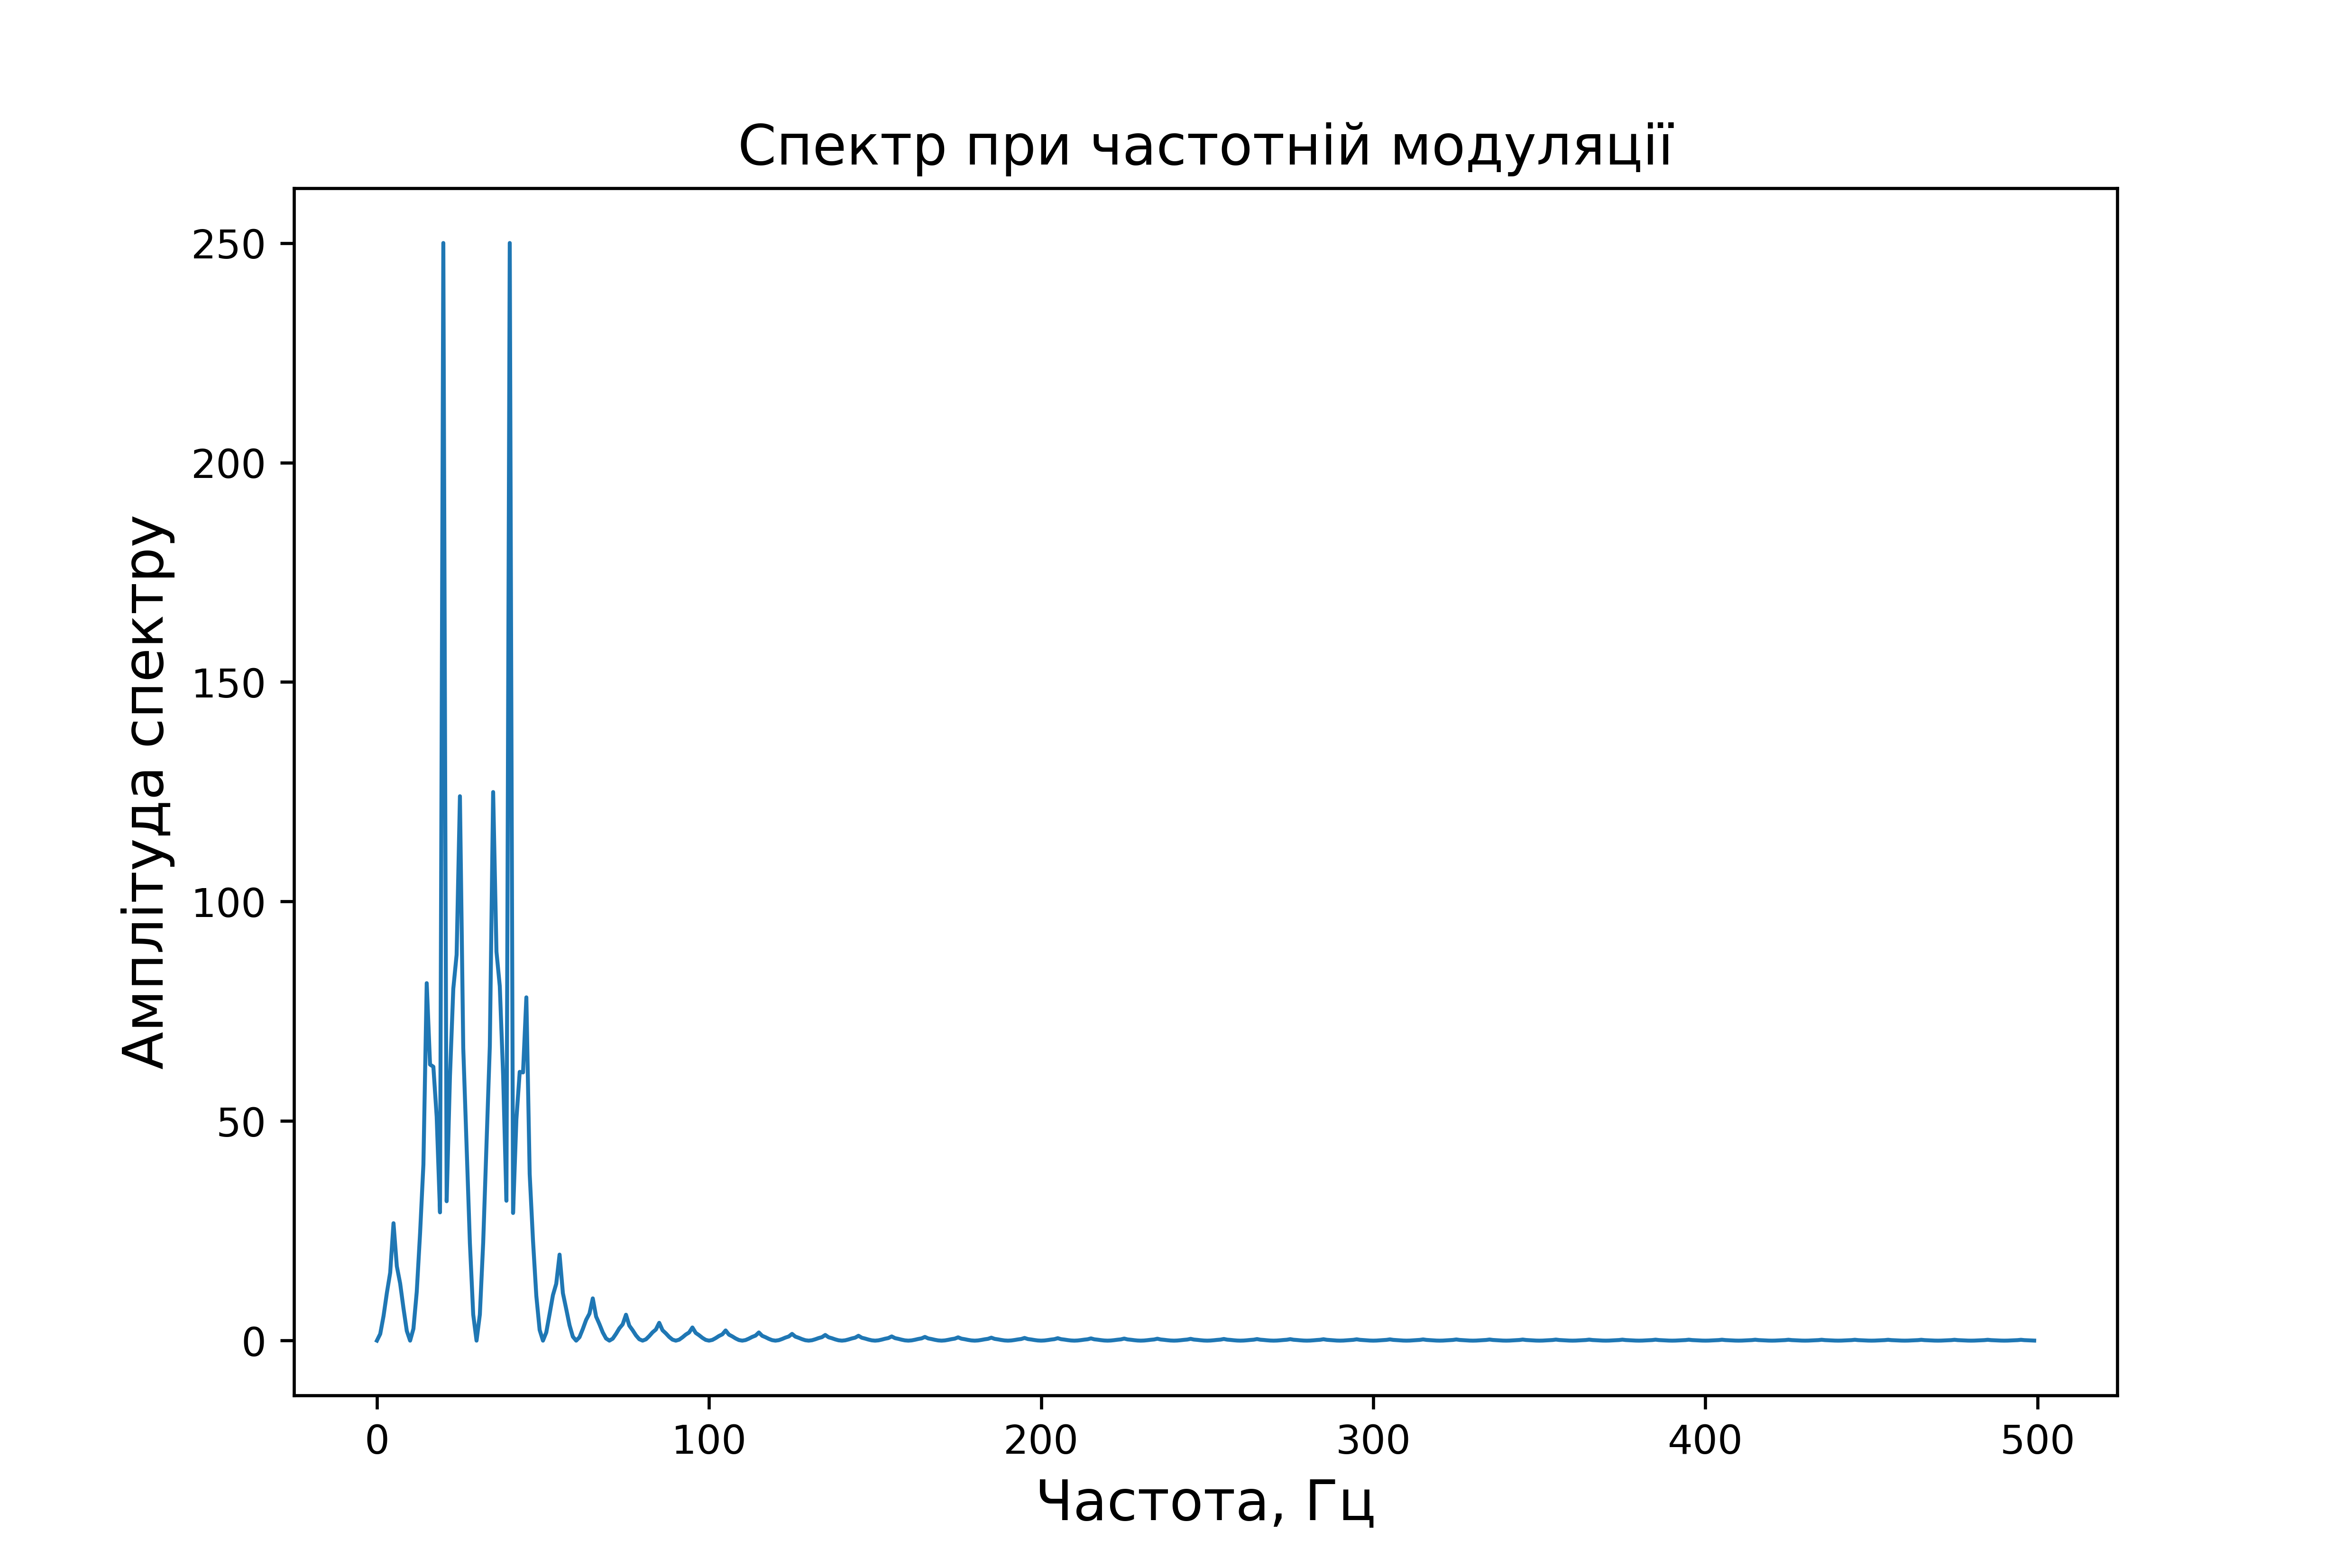 Спектр при частотній модуляції
Амплітуда спектру
250
200
150
100
50
0
0 100 200 300 400 500
Частота, Гц